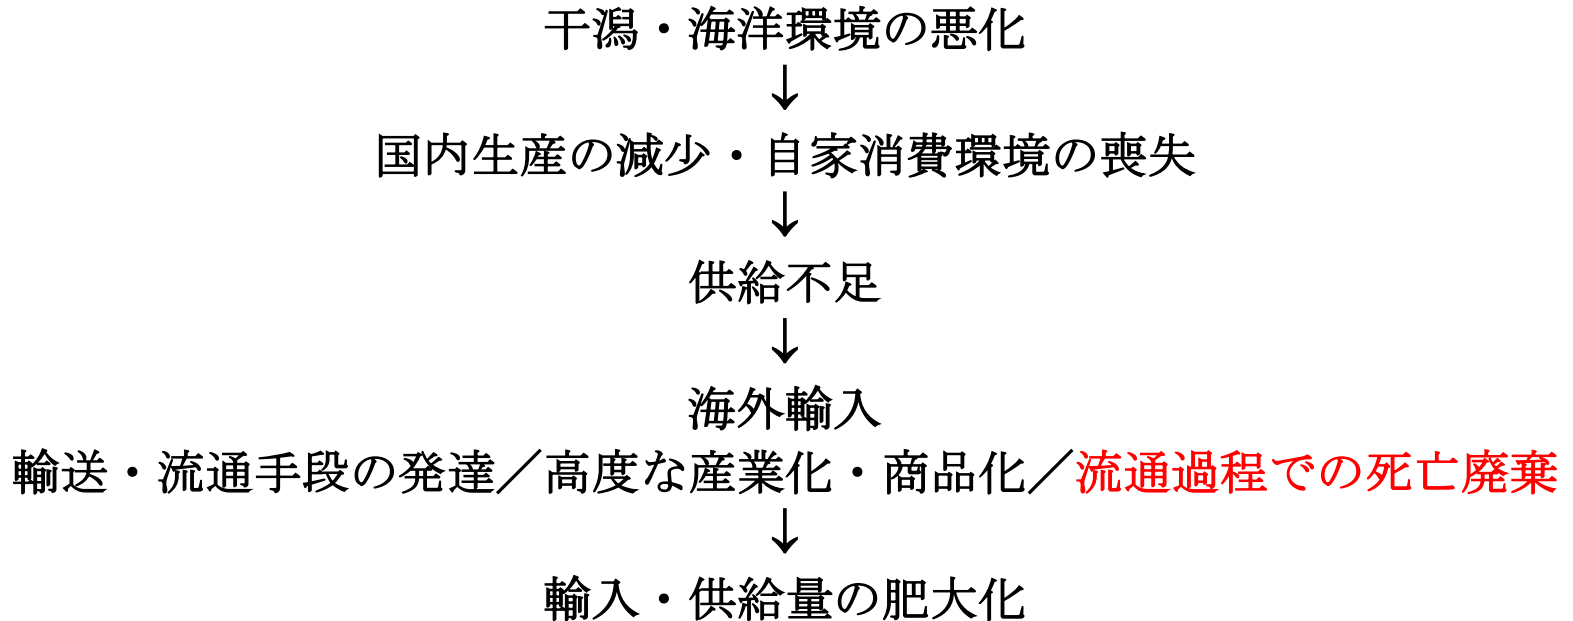 干潟・海洋環境の悪化
↓
国内生産の減少・自家消費環境の喪失
↓
供給不足
↓
海外輸入
輸送・流通手段の発達／高度な産業化・商品化／流通過程での死亡廃棄
↓
輸入・供給量の肥大化